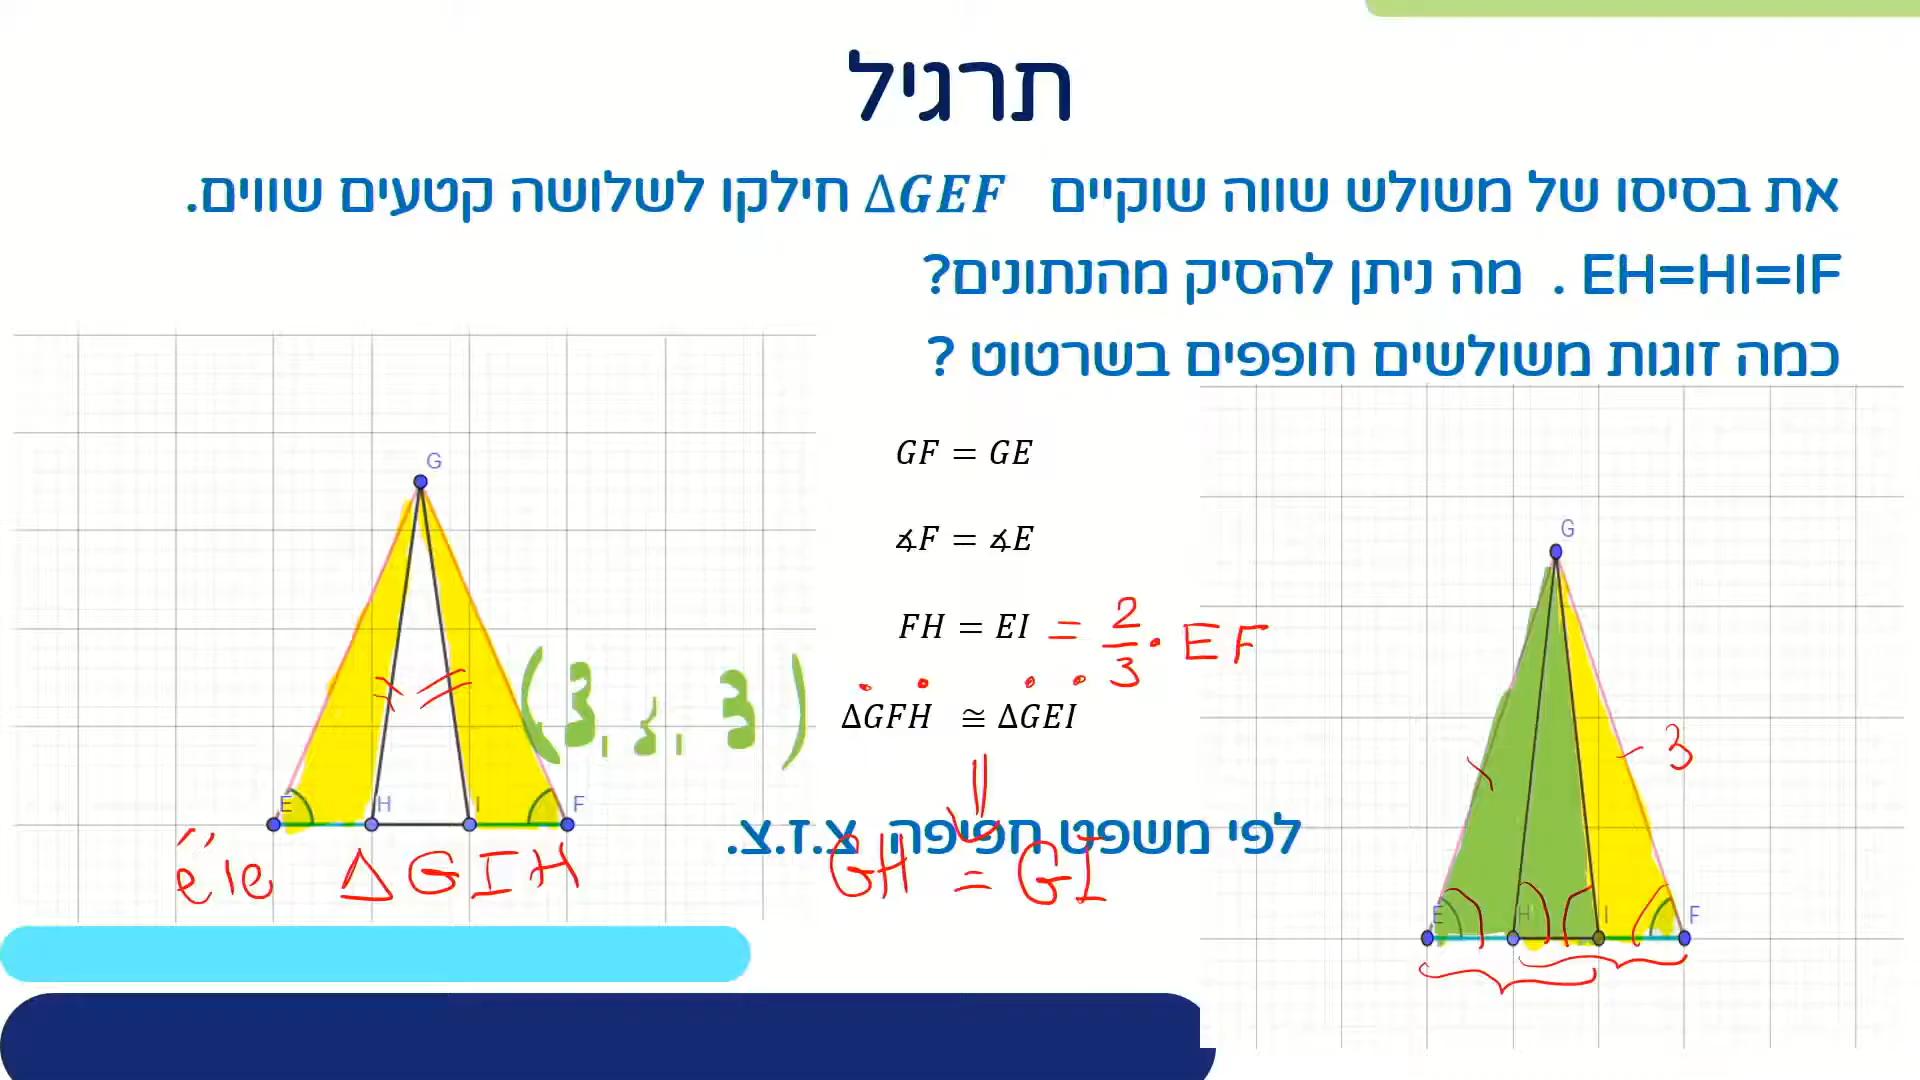 תרגיל
את בסיסו של משולש שווה שוקיים ΔGEF חילקו לשלושה קטעים שווים.
EH=HI=IF . מה ניתן להסיק מהנתונים?
כמה זוגות משולשים חופפים בשרטוט ?
GF = GE
∡F = ∡E
FH = EI = 2/3 · EF
ΔGFH ≅ ΔGEI
לפי משפט חפיפה צ.ז.צ.
GH = GI
G
E H I F
ΔGIH שו"ש
G
3
E H I F